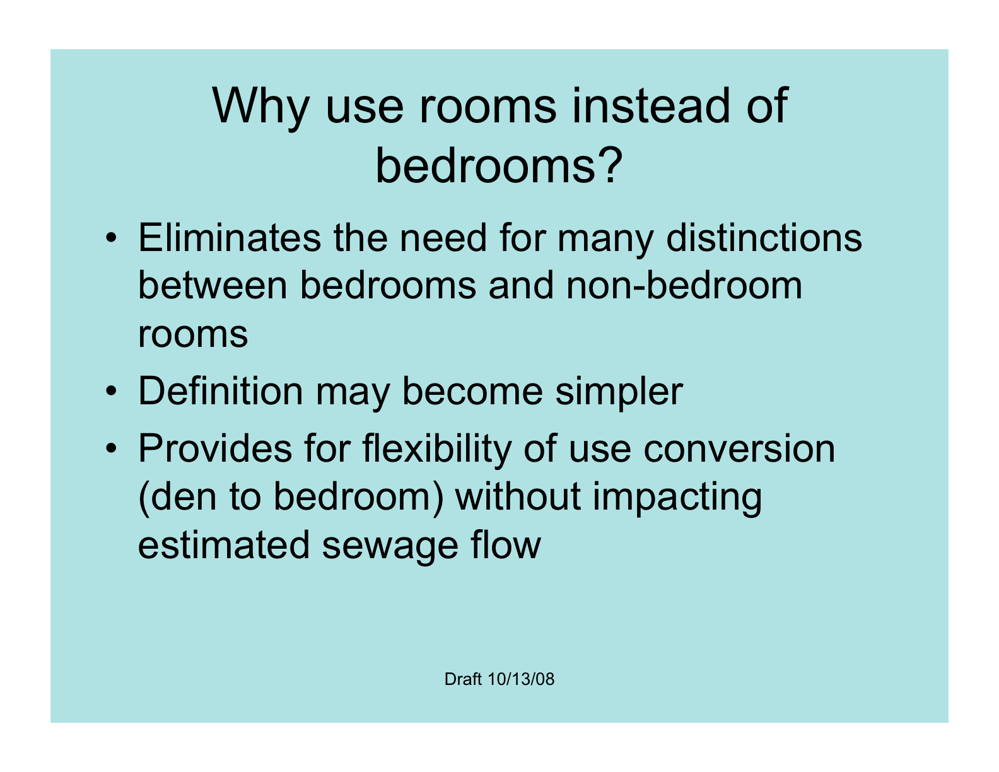 Why use rooms instead of
bedrooms?
• Eliminates the need for many distinctions
between bedrooms and non-bedroom
rooms
• Definition may become simpler
• Provides for flexibility of use conversion
(den to bedroom) without impacting
estimated sewage flow
Draft 10/13/08